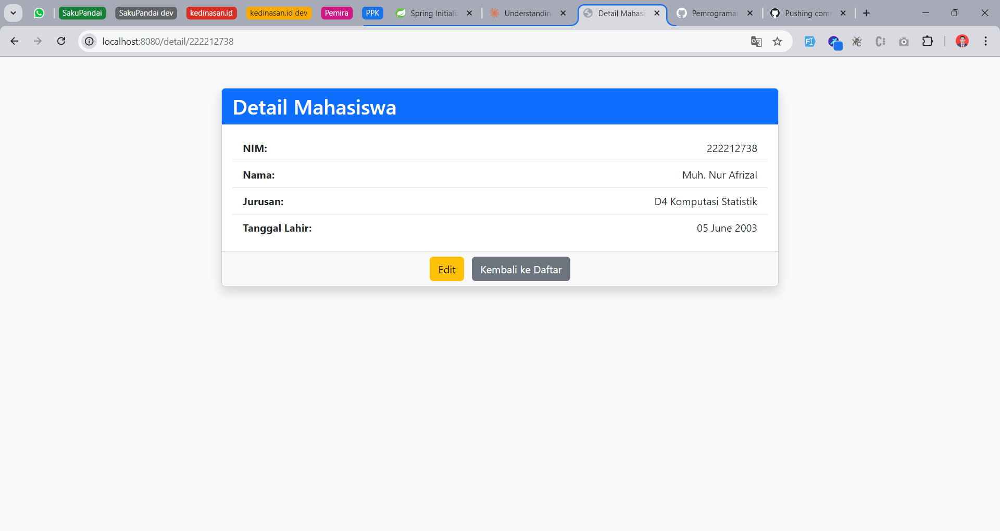 SakuPandai SakuPandai dev kedinasan.id kedinasan.id dev Pemira PPK Spring Initializ Understandin Detail Mahasi Pemrograman Pushing com
localhost:8080/detail/222212738
Detail Mahasiswa
NIM: 222212738
Nama: Muh. Nur Afrizal
Jurusan: D4 Komputasi Statistik
Tanggal Lahir: 05 June 2003
Edit Kembali ke Daftar